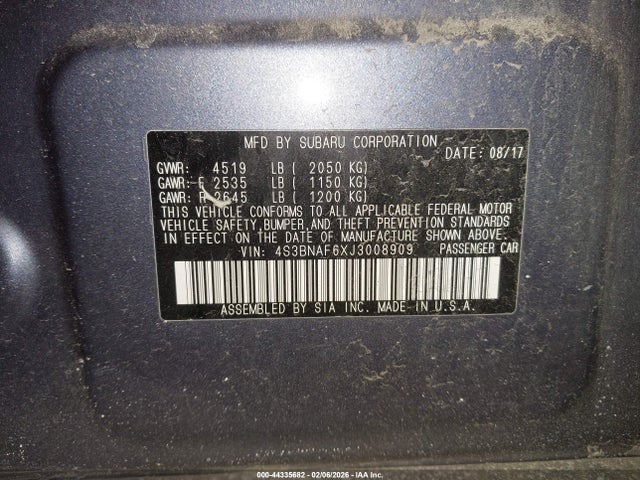 MFD BY SUBARU CORPORATION
DATE: 08/17
GVWR: 4519 LB ( 2050 KG)
GAWR: F 2535 LB ( 1150 KG)
GAWR: R 2645 LB ( 1200 KG)
THIS VEHICLE CONFORMS TO ALL APPLICABLE FEDERAL MOTOR
VEHICLE SAFETY, BUMPER, AND THEFT PREVENTION STANDARDS
IN EFFECT ON THE DATE OF MANUFACTURE SHOWN ABOVE.
VIN: 4S3BNAF6XJ3008909 PASSENGER CAR
ASSEMBLED BY SIA INC. MADE IN U.S.A.
000-44335682 - 02/06/2026 - IAA Inc.